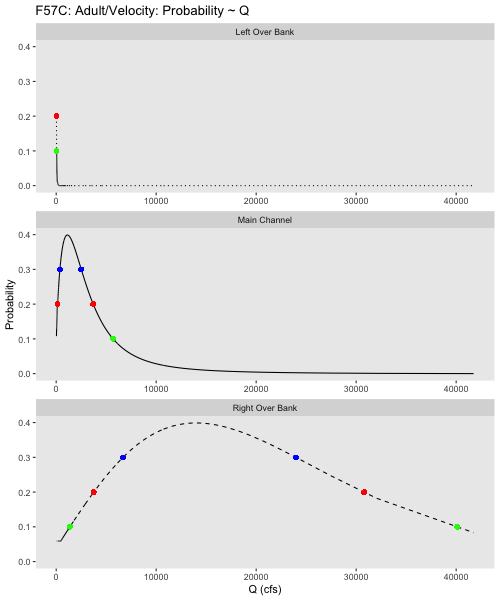 F57C: Adult/Velocity: Probability ~ Q
Left Over Bank
0.4
0.3
0.2
0.1
0.0
0 10000 20000 30000 40000
Main Channel
0.4
0.3
0.2
0.1
0.0
0 10000 20000 30000 40000
Probability
Right Over Bank
0.4
0.3
0.2
0.1
0.0
0 10000 20000 30000 40000
Q (cfs)